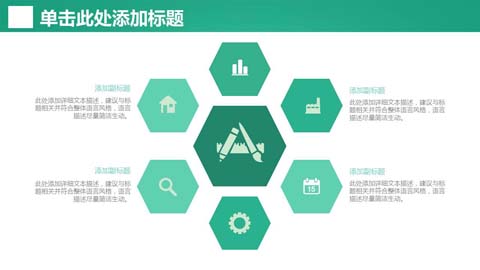 单击此处添加标题
添加副标题
此处添加详细文本描述，建议与标
题相关并符合整体语言风格，语言
描述尽量简洁生动。
添加副标题
此处添加详细文本描述，建议与标
题相关并符合整体语言风格，语言
描述尽量简洁生动。
添加副标题
此处添加详细文本描述，建议与标
题相关并符合整体语言风格，语言
描述尽量简洁生动。
添加副标题
此处添加详细文本描述，建议与标
题相关并符合整体语言风格，语言
描述尽量简洁生动。
15